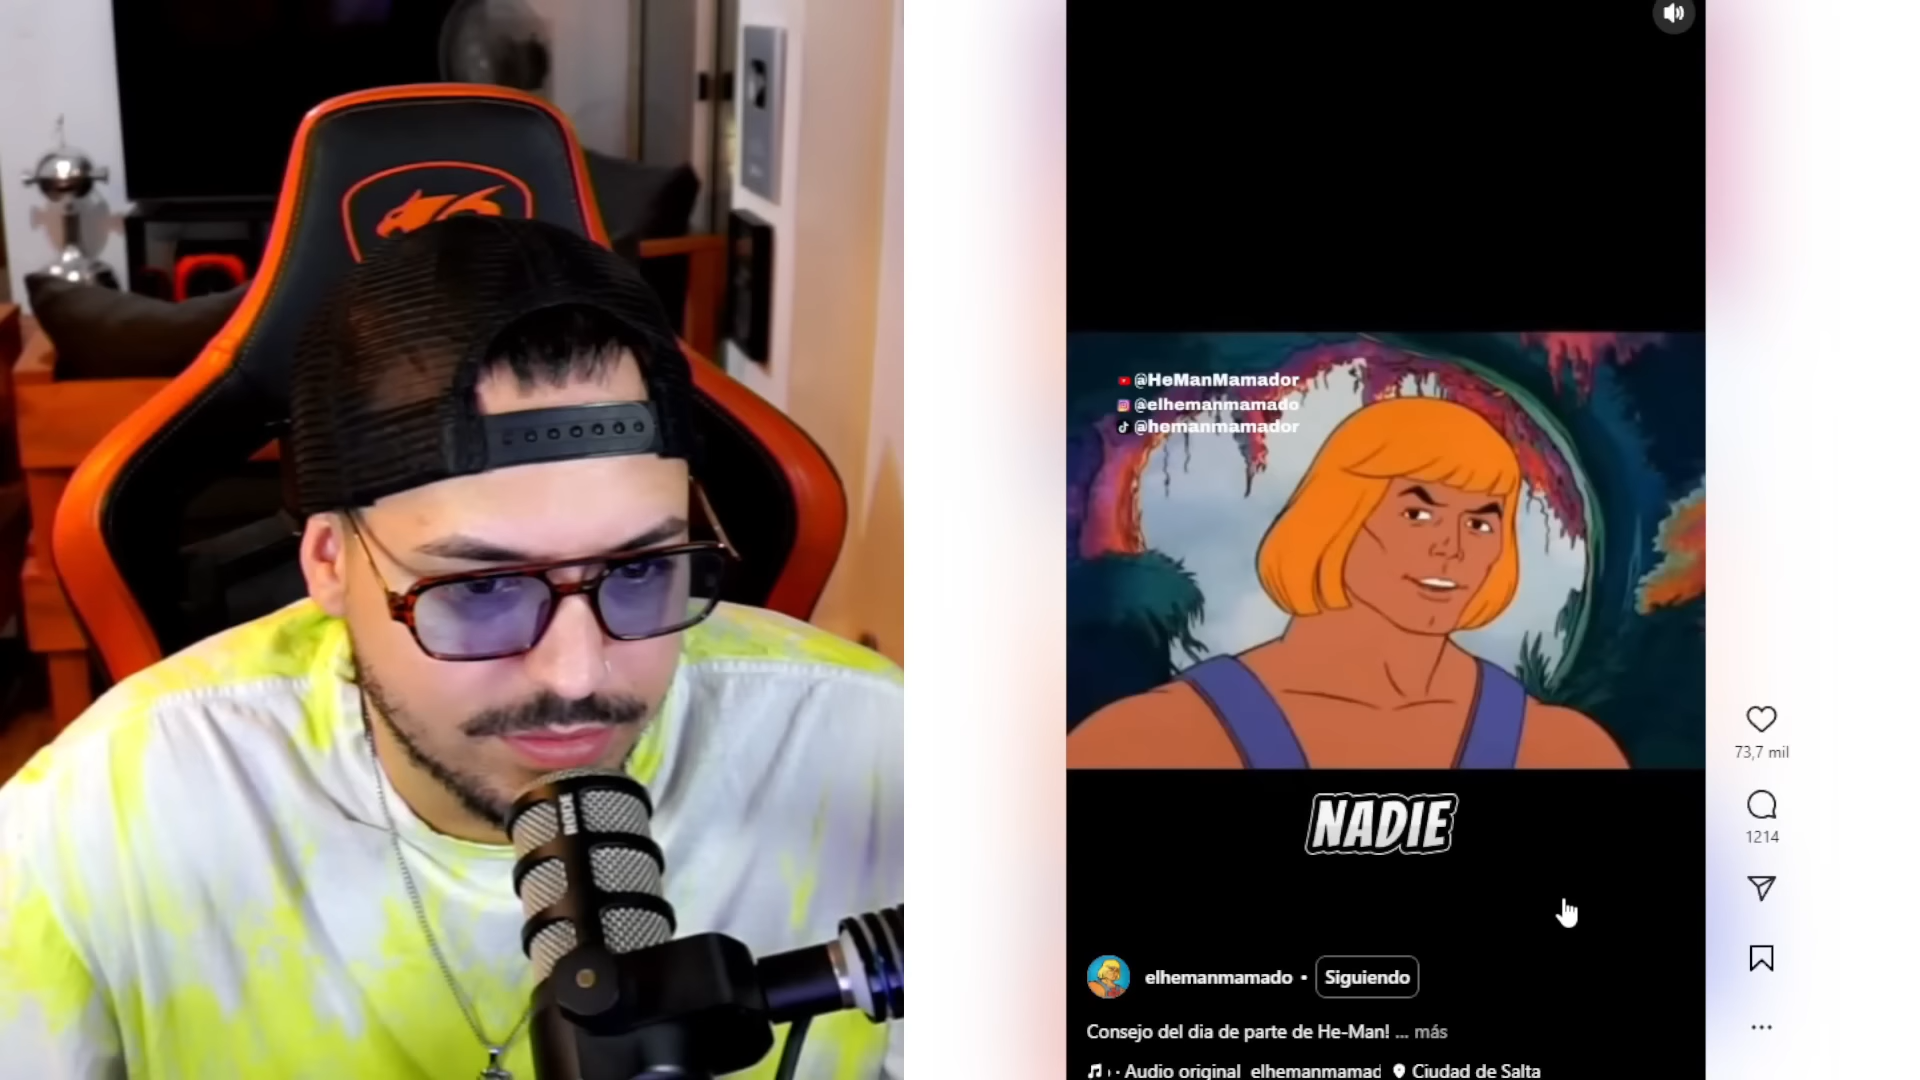 @HeManMamador
@elhemanmamado
@hemanmamador
NADIE
elhemanmamado • Siguiendo
Consejo del dia de parte de He-Man! ... más
· Audio original elhemanmamad Ciudad de Salta
73,7 mil
1214
RODE